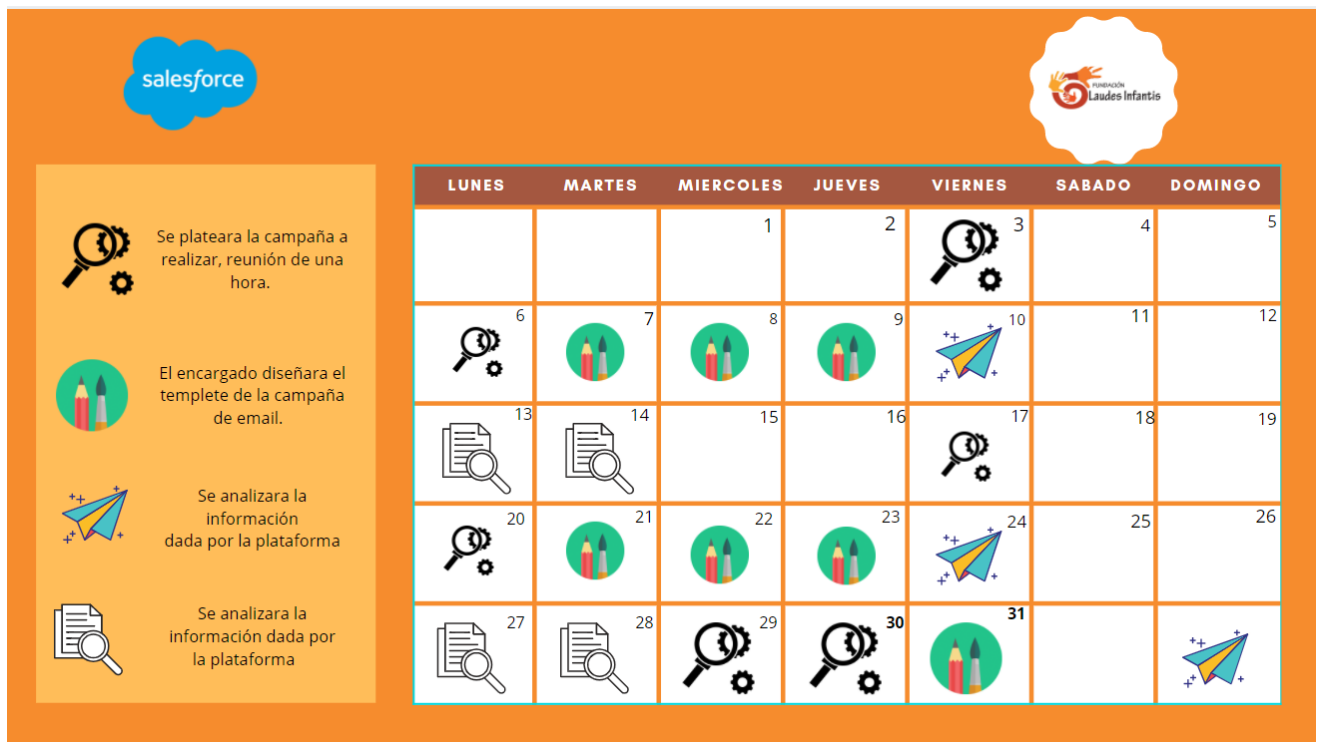 salesforce
FUNDACIÓN
Laudes Infantis
Se plateara la campaña a
realizar, reunión de una
hora.
El encargado diseñara el
templete de la campaña
de email.
Se analizara la
información
dada por la plataforma
Se analizara la
información dada por
la plataforma
LUNES MARTES MIERCOLES JUEVES VIERNES SABADO DOMINGO
1 2 3 4 5
6 7 8 9 10 11 12
13 14 15 16 17 18 19
20 21 22 23 24 25 26
27 28 29 30 31